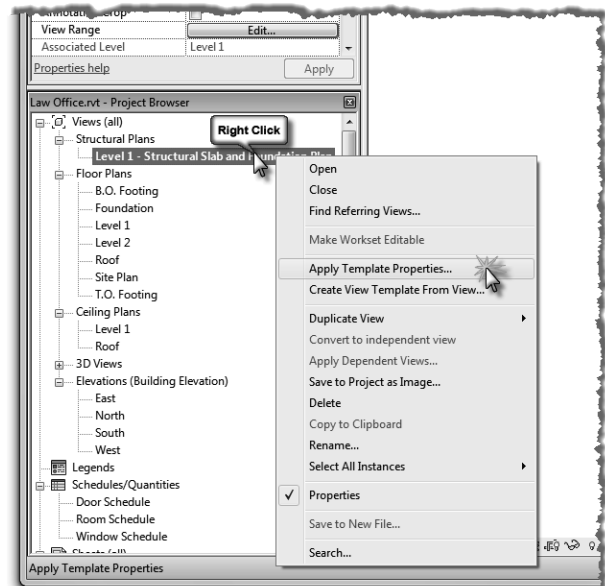 View Range
Edit...
Associated Level
Level 1
Properties help
Apply
Law Office.rvt - Project Browser
Views (all)
Right Click
Structural Plans
Level 1 - Structural Slab and Foundation Plan
Floor Plans
B.O. Footing
Foundation
Level 1
Level 2
Roof
Site Plan
T.O. Footing
Ceiling Plans
Level 1
Roof
3D Views
Elevations (Building Elevation)
East
North
South
West
Legends
Schedules/Quantities
Door Schedule
Room Schedule
Window Schedule
Sheets (all)
Apply Template Properties
Open
Close
Find Referring Views...
Make Workset Editable
Apply Template Properties...
Create View Template From View...
Duplicate View
Convert to independent view
Apply Dependent Views...
Save to Project as Image...
Delete
Copy to Clipboard
Rename...
Select All Instances
Properties
Save to New File...
Search...